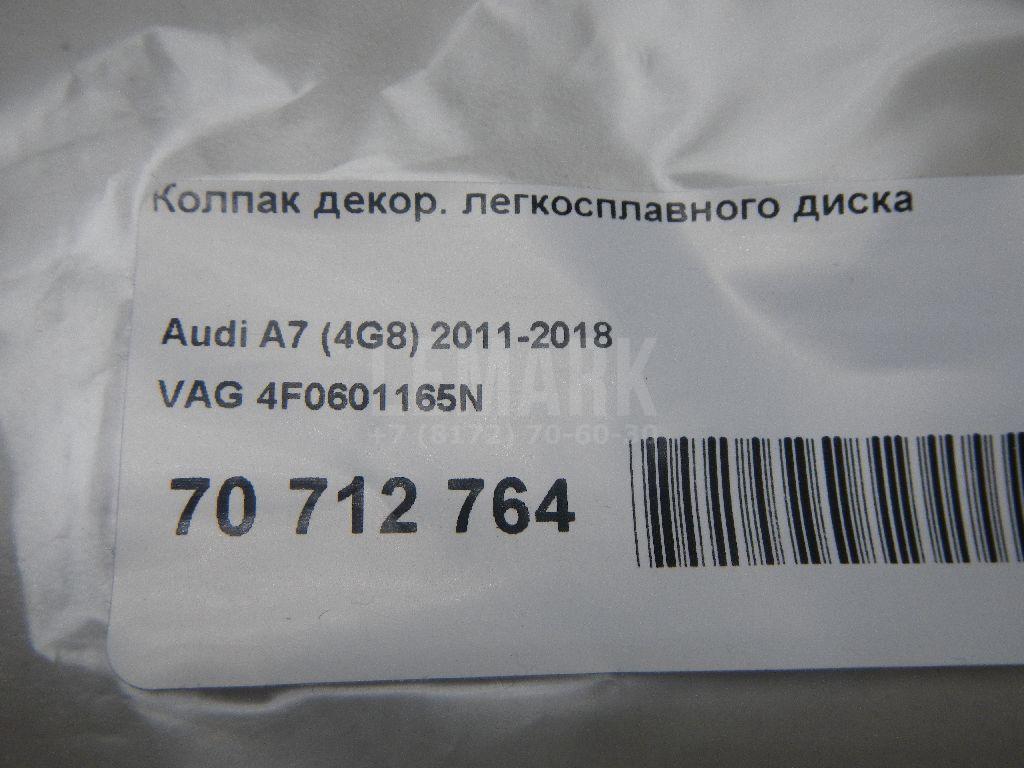 Колпак декор. легкосплавного диска
Audi A7 (4G8) 2011-2018
VAG 4F0601165N
LEMARK
+7 (8172) 70-60-30
70 712 764